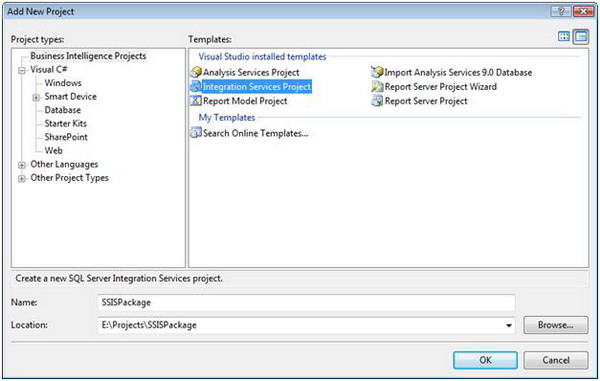 Add New Project
Project types:
Templates:
Business Intelligence Projects
Visual C#
Windows
Smart Device
Database
Starter Kits
SharePoint
Web
Other Languages
Other Project Types
Visual Studio installed templates
Analysis Services Project
Import Analysis Services 9.0 Database
Integration Services Project
Report Server Project Wizard
Report Model Project
Report Server Project
My Templates
Search Online Templates...
Create a new SQL Server Integration Services project.
Name:
SSISPackage
Location:
E:\Projects\SSISPackage
Browse...
OK
Cancel